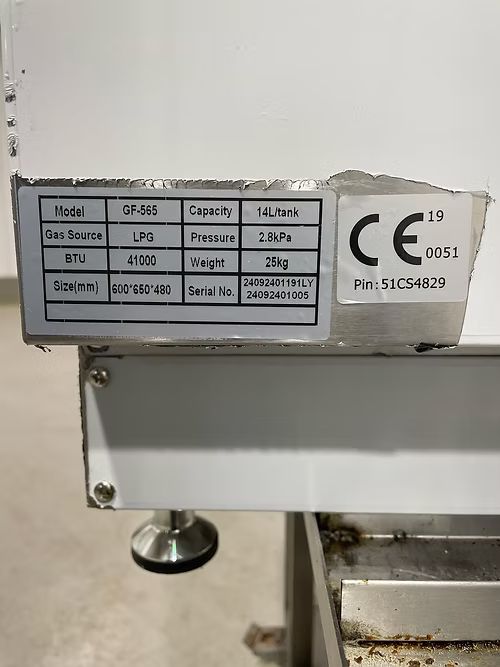 Model GF-565 Capacity 14L/tank
Gas Source LPG Pressure 2.8kPa
BTU 41000 Weight 25kg
Size(mm) 600*650*480 Serial No. 24092401191LY
24092401005
CE 19
0051
Pin:51CS4829